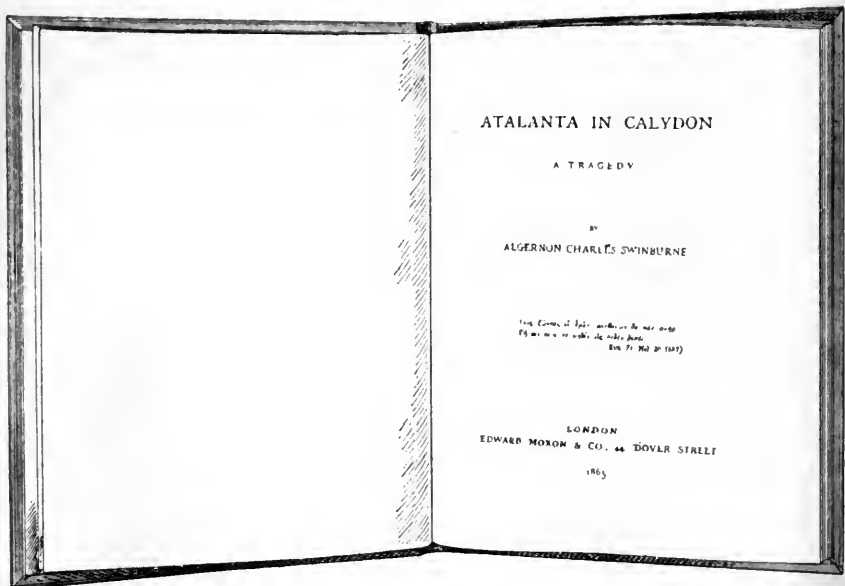 ATALANTA IN CALYDON
A TRAGEDY
BY
ALGERNON CHARLES SWINBURNE
LONDON
EDWARD MOXON & CO., 44 DOVER STREET
1865